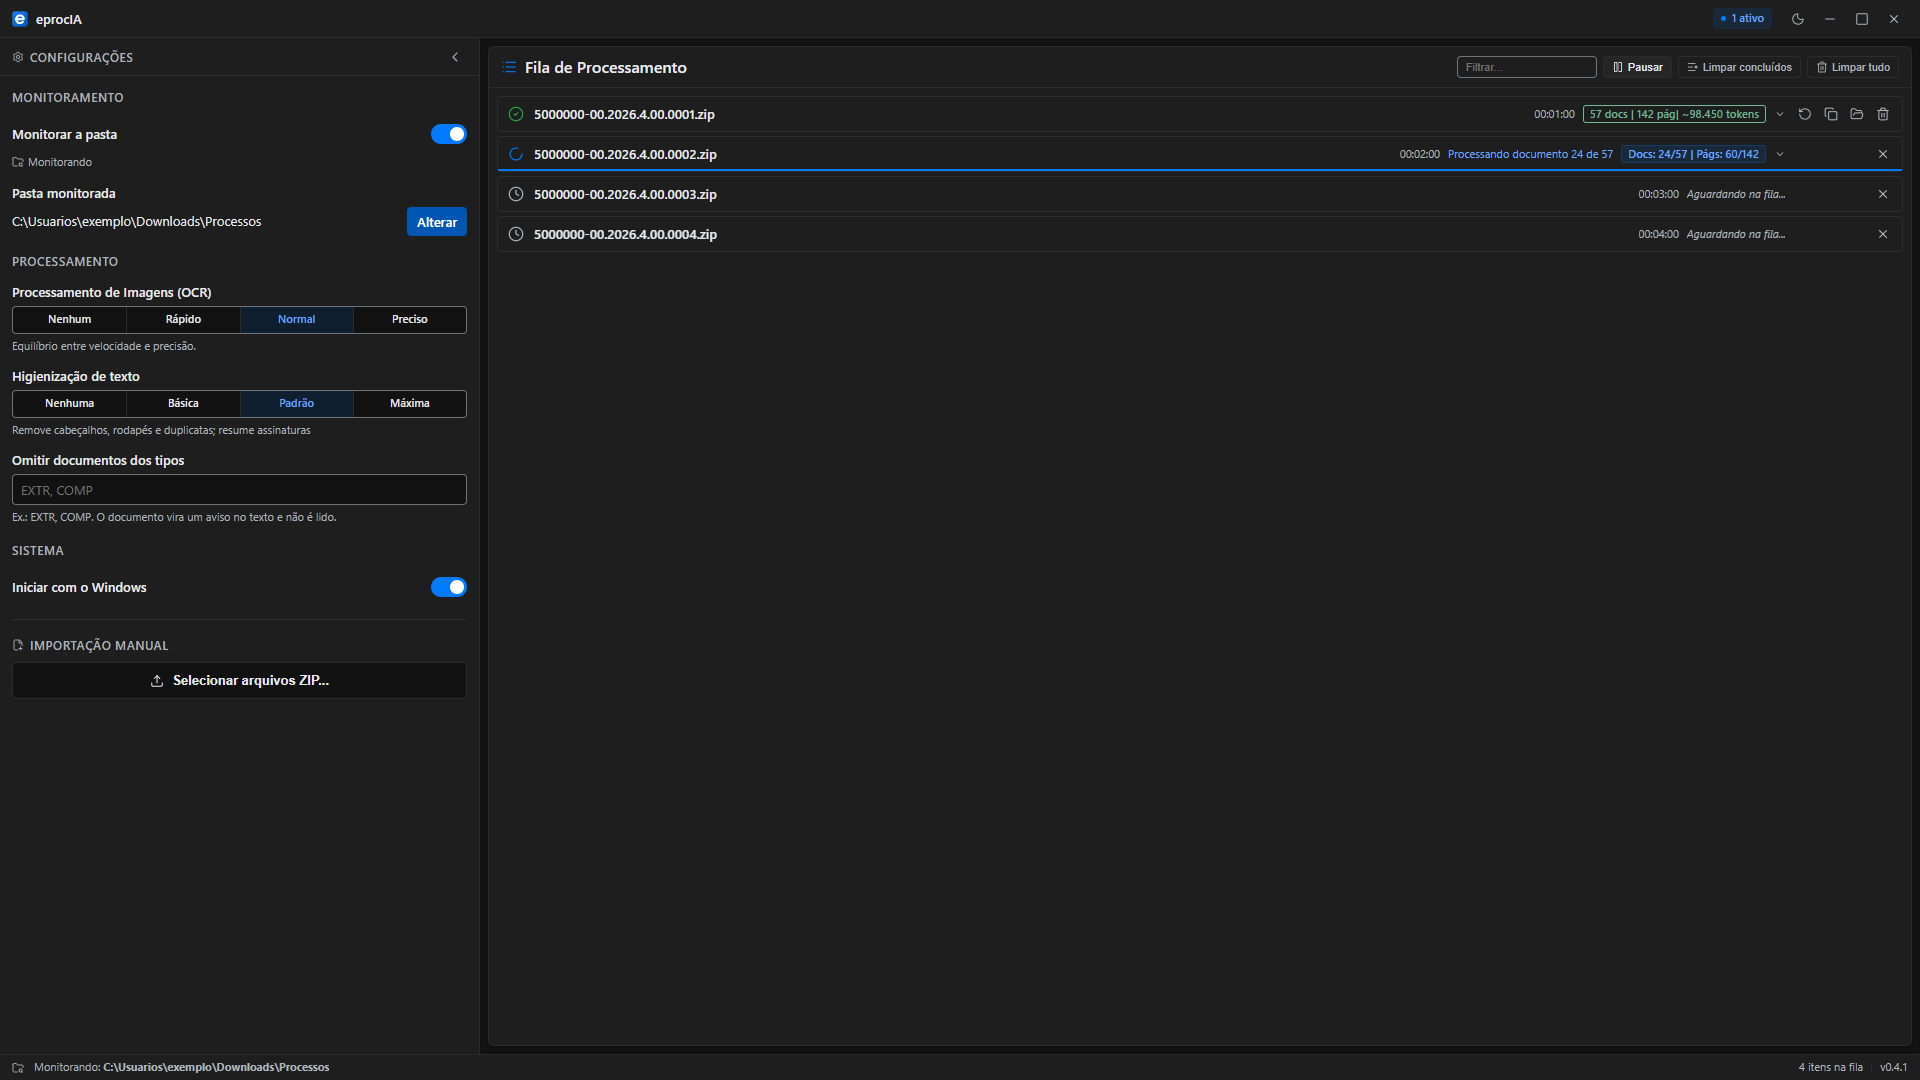 eprocIA
1 ativo
CONFIGURAÇÕES
MONITORAMENTO
Monitorar a pasta
Monitorando
Pasta monitorada
C:\Usuarios\exemplo\Downloads\Processos
Alterar
PROCESSAMENTO
Processamento de Imagens (OCR)
Nenhum Rápido Normal Preciso
Equilíbrio entre velocidade e precisão.
Higienização de texto
Nenhuma Básica Padrão Máxima
Remove cabeçalhos, rodapés e duplicatas; resume assinaturas
Omitir documentos dos tipos
EXTR, COMP
Ex.: EXTR, COMP. O documento vira um aviso no texto e não é lido.
SISTEMA
Iniciar com o Windows
IMPORTAÇÃO MANUAL
Selecionar arquivos ZIP...
Fila de Processamento
Filtrar... Pausar Limpar concluídos Limpar tudo
5000000-00.2026.4.00.0001.zip 00:01:00 57 docs | 142 pág| ~98.450 tokens
5000000-00.2026.4.00.0002.zip 00:02:00 Processando documento 24 de 57 Docs: 24/57 | Págs: 60/142
5000000-00.2026.4.00.0003.zip 00:03:00 Aguardando na fila...
5000000-00.2026.4.00.0004.zip 00:04:00 Aguardando na fila...
Monitorando: C:\Usuarios\exemplo\Downloads\Processos
4 itens na fila v0.4.1